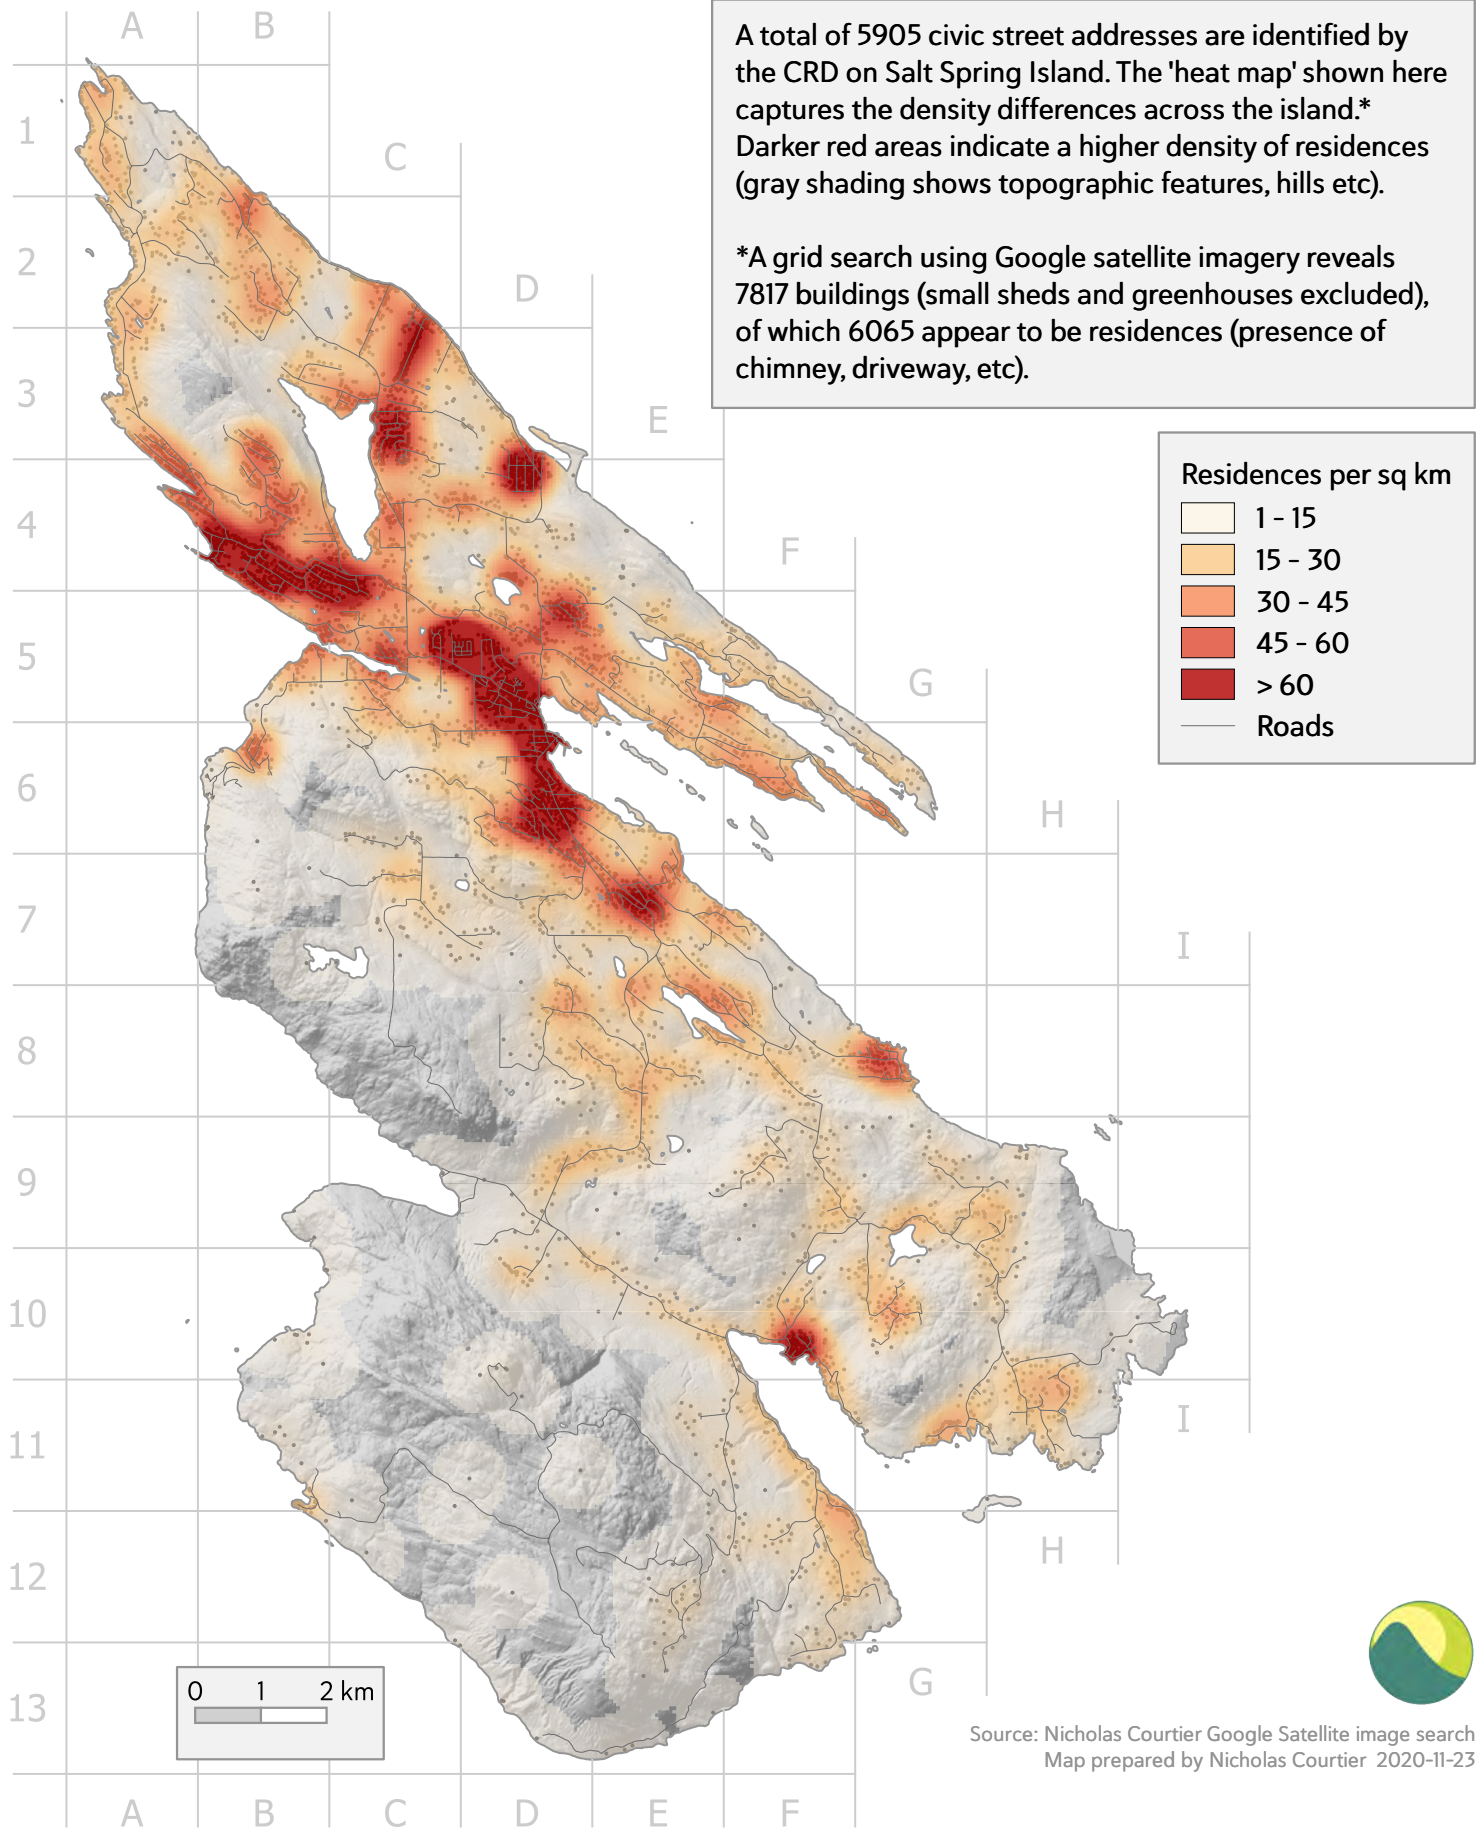 A
B
A total of 5905 civic street addresses are identified by
the CRD on Salt Spring Island. The 'heat map' shown here
captures the density differences across the island.*
Darker red areas indicate a higher density of residences
(gray shading shows topographic features, hills etc).
*A grid search using Google satellite imagery reveals
7817 buildings (small sheds and greenhouses excluded),
of which 6065 appear to be residences (presence of
chimney, driveway, etc).
1
C
2
D
3
E
Residences per sq km
1 - 15
15 - 30
30 - 45
45 - 60
> 60
Roads
4
F
5
G
6
H
7
I
8
9
10
11
I
12
H
13
G
0 1 2 km
Source: Nicholas Courtier Google Satellite image search
Map prepared by Nicholas Courtier 2020-11-23
A
B
C
D
E
F